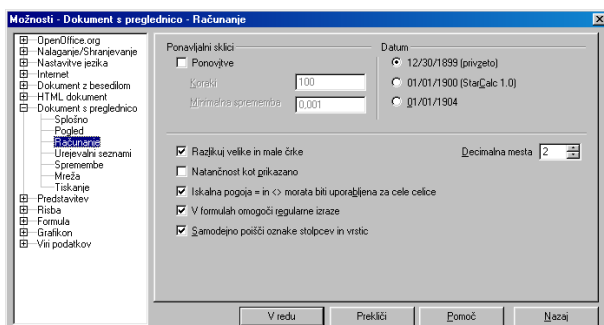 Možnosti - Dokument s preglednico - Računanje
OpenOffice.org
Nalaganje/Shranjevanje
Nastavitve jezika
Internet
Dokument z besedilom
HTML dokument
Dokument s preglednico
Splošno
Pogled
Računanje
Urejevalni seznami
Spremembe
Mreža
Tiskanje
Predstavitev
Risba
Formula
Grafikon
Viri podatkov
Ponavljalni sklici
Ponovitve
Koraki 100
Minimalna sprememba 0,001
Datum
12/30/1899 (privzeto)
01/01/1900 (StarCalc 1.0)
01/01/1904
Razlikuj velike in male črke
Decimalna mesta 2
Natančnost kot prikazano
Iskalna pogoja = in <> morata biti uporabljena za cele celice
V formulah omogoči regularne izraze
Samodejno poišči oznake stolpcev in vrstic
V redu Prekliči Pomoč Nazaj